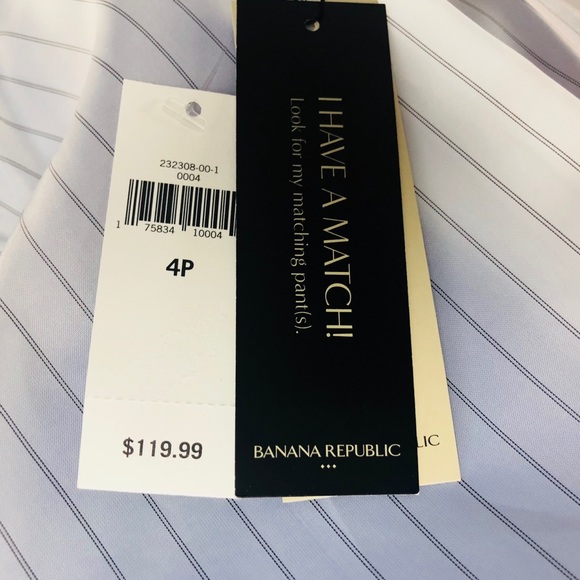 232308-00-1
0004
1 75834 10004
4P
$119.99
I HAVE A MATCH!
Look for my matching pant(s).
BANANA REPUBLIC
LIC